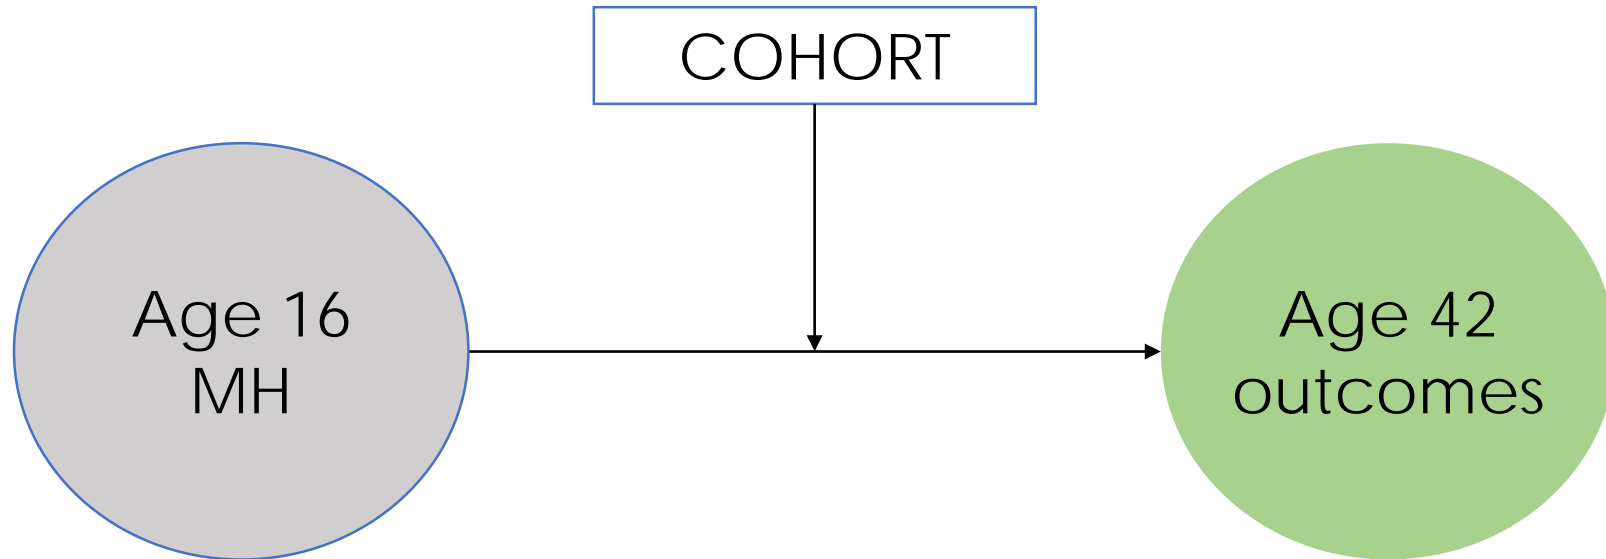 COHORT
Age 16
MH
Age 42
outcomes